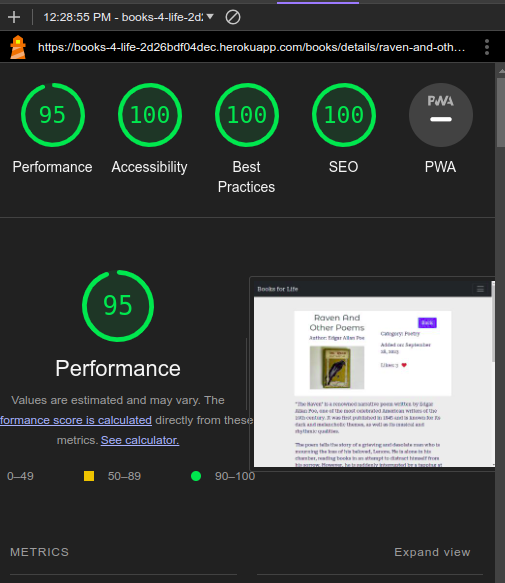 12:28:55 PM - books-4-life-2d
https://books-4-life-2d26bdf04dec.herokuapp.com/books/details/raven-and-oth…
95
100
100
100
PWA
Performance
Accessibility
Best
Practices
SEO
PWA
95
Performance
Values are estimated and may vary. The
formance score is calculated directly from these
metrics. See calculator.
0–49
50–89
90–100
Books for Life
Raven And
Other Poems
Author: Edgar Allan Poe
Back
Category: Poetry
Added on: September
Likes: 3
"The Raven" is a renowned narrative poem written by Edgar
Allan Poe, one of the most celebrated American writers of the
19th century. It was first published in 1845 and is known for its
dark and melancholic themes, as well as its musical and
rhythmic qualities.
The poem tells the story of a grieving and desolate man who is
mourning the loss of his beloved, Lenore. He is alone in his
chamber, reading books in an attempt to distract himself from
his sorrow. However, he is suddenly interrupted by a tapping at
METRICS
Expand view